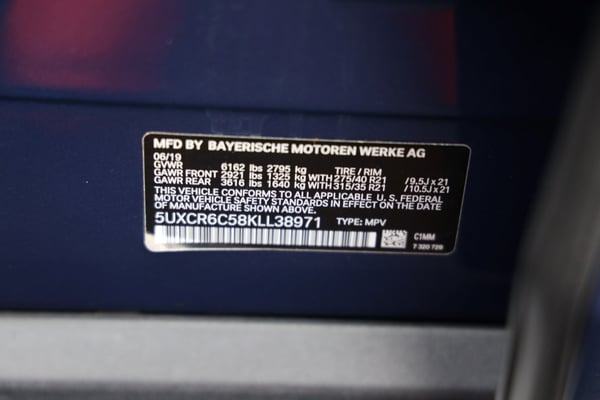 MFD BY BAYERISCHE MOTOREN WERKE AG
06/19
GVWR 6162 lbs 2795 kg TIRE / RIM
GAWR FRONT 2921 lbs 1325 kg WITH 275/40 R21 / 9.5J x 21
GAWR REAR 3616 lbs 1640 kg WITH 315/35 R21 / 10.5J x 21
THIS VEHICLE CONFORMS TO ALL APPLICABLE U. S. FEDERAL
MOTOR VEHICLE SAFETY STANDARDS IN EFFECT ON THE DATE
OF MANUFACTURE SHOWN ABOVE.
5UXCR6C58KLL38971 TYPE: MPV
C1MM
7 320 728